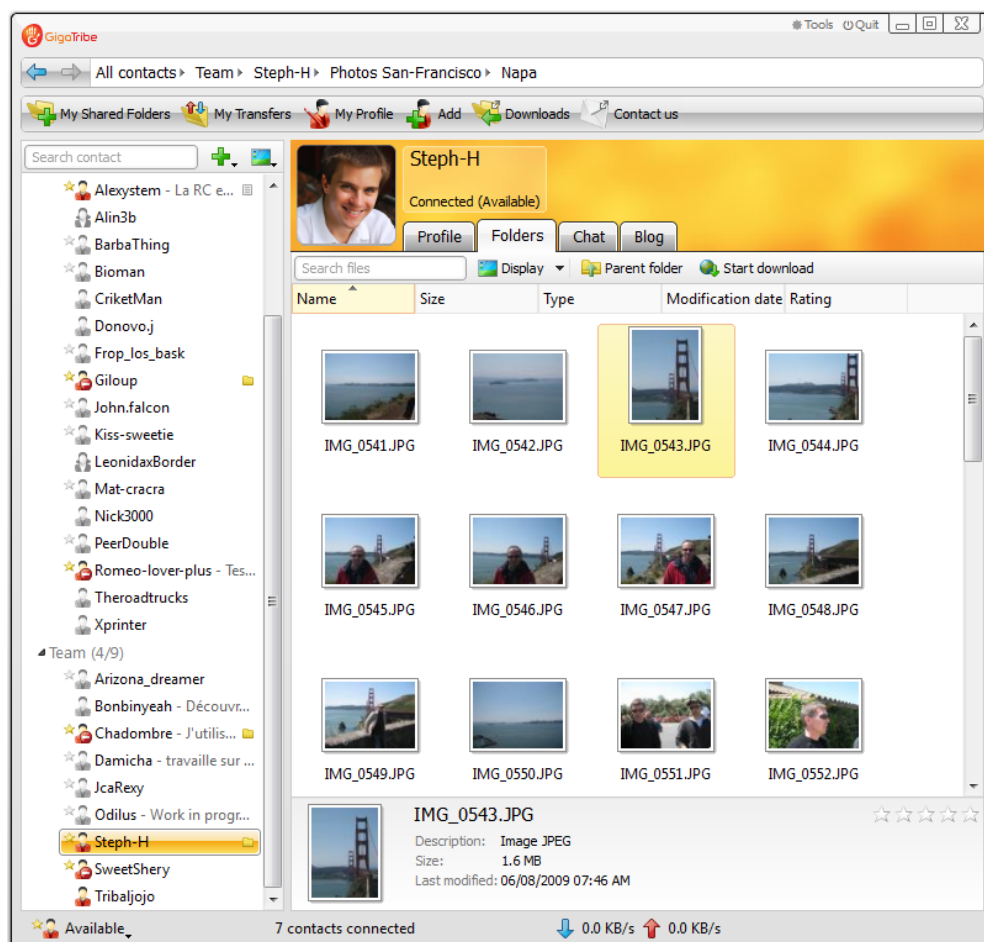 Tools Quit
GigaTribe
All contacts Team Steph-H Photos San-Francisco Napa
My Shared Folders My Transfers My Profile Add Downloads Contact us
Search contact
Alexystem - La RC e...
Alin3b
BarbaThing
Bioman
CriketMan
Donovo.j
Frop_los_bask
Giloup
John.falcon
Kiss-sweetie
LeonidaxBorder
Mat-cracra
Nick3000
PeerDouble
Romeo-lover-plus - Tes...
Theroadtrucks
Xprinter
Team (4/9)
Arizona_dreamer
Bonbinyeah - Découvr...
Chadombre - J'utilis...
Damicha - travaille sur ...
JcaRexy
Odilus - Work in progr...
Steph-H
SweetShery
Tribaljojo
Steph-H
Connected (Available)
Profile Folders Chat Blog
Search files Display Parent folder Start download
Name Size Type Modification date Rating
IMG_0541.JPG IMG_0542.JPG IMG_0543.JPG IMG_0544.JPG
IMG_0545.JPG IMG_0546.JPG IMG_0547.JPG IMG_0548.JPG
IMG_0549.JPG IMG_0550.JPG IMG_0551.JPG IMG_0552.JPG
IMG_0543.JPG
Description: Image JPEG
Size: 1.6 MB
Last modified: 06/08/2009 07:46 AM
Available 7 contacts connected 0.0 KB/s 0.0 KB/s